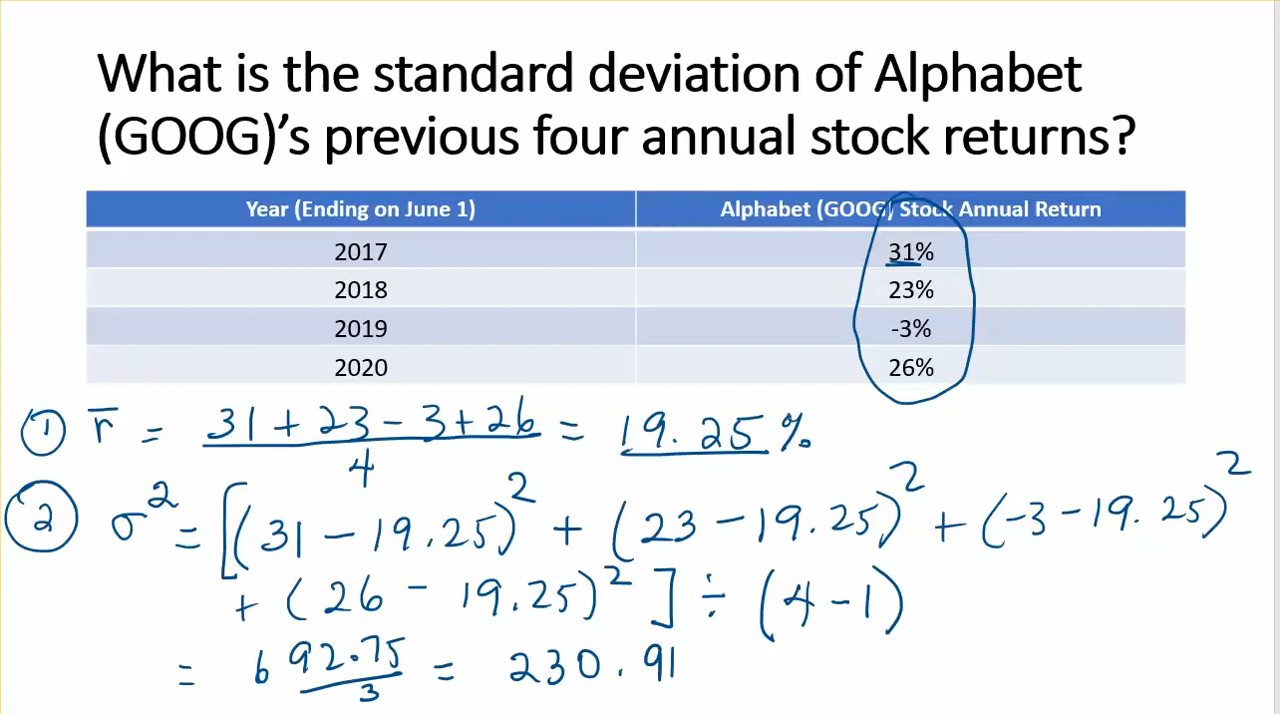 What is the standard deviation of Alphabet
(GOOG)'s previous four annual stock returns?
Year (Ending on June 1) Alphabet (GOOG) Stock Annual Return
2017 31%
2018 23%
2019 -3%
2020 26%
① r̅ = (31 + 23 - 3 + 26) / 4 = 19.25%
② σ² = [(31 - 19.25)² + (23 - 19.25)² + (-3 - 19.25)²
+ (26 - 19.25)²] ÷ (4 - 1)
= 692.75 / 3 = 230.91